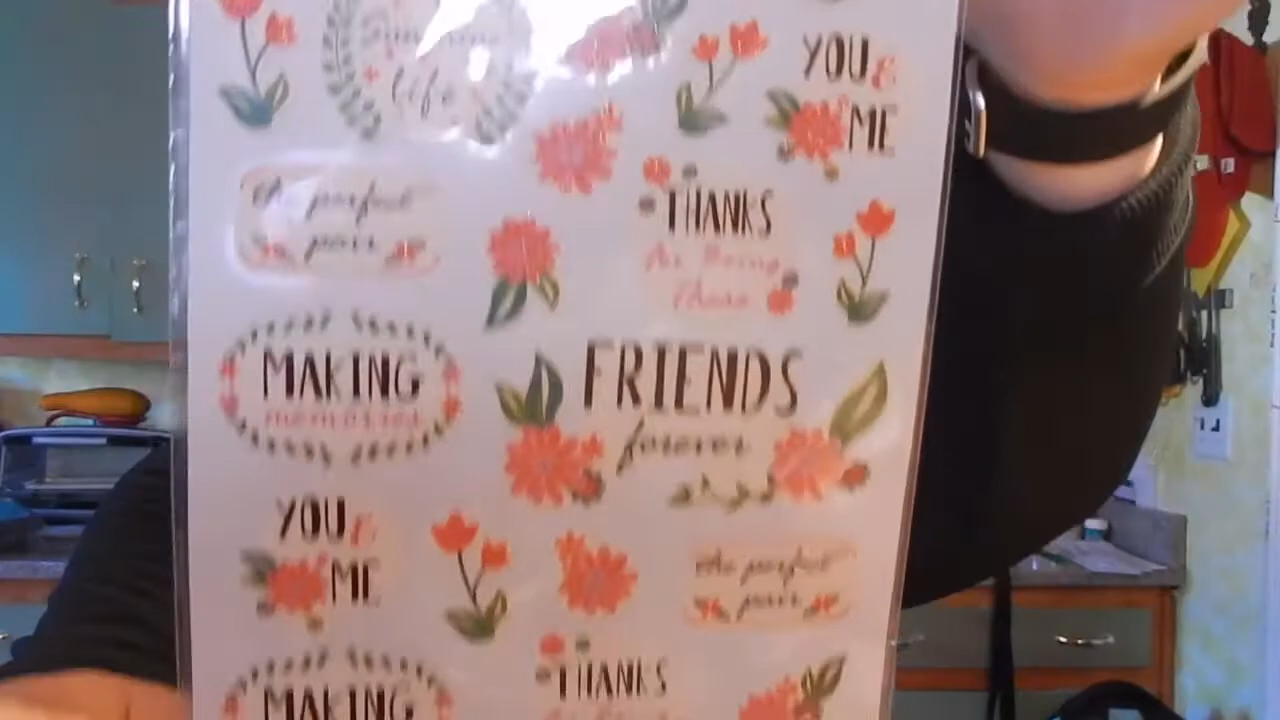 life
YOU &
ME
the perfect
pair
THANKS
for Being
There
MAKING
memories
FRIENDS
forever
YOU &
ME
the perfect
pair
THANKS
MAKING